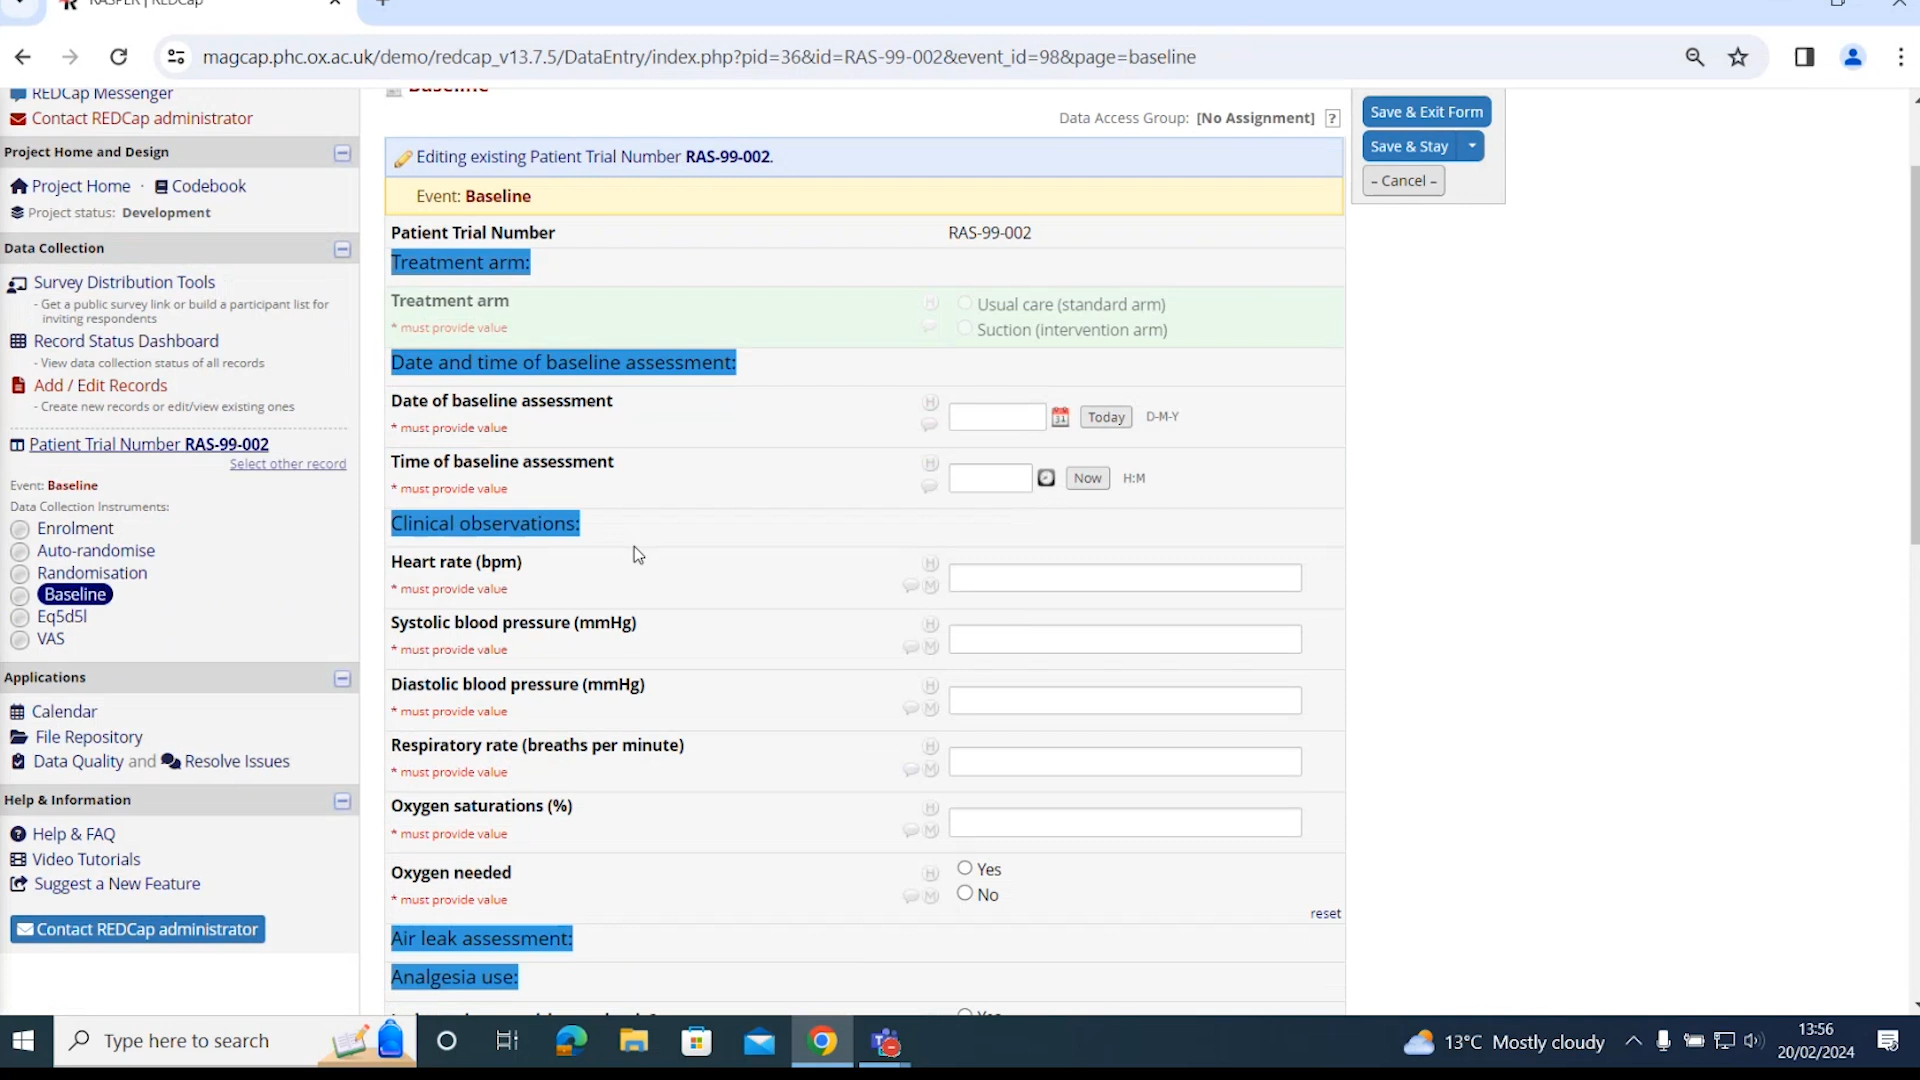 magcap.phc.ox.ac.uk/demo/redcap_v13.7.5/DataEntry/index.php?pid=36&id=RAS-99-002&event_id=98&page=baseline
REDCap Messenger
Contact REDCap administrator
Project Home and Design
Project Home · Codebook
Project status: Development
Data Collection
Survey Distribution Tools
- Get a public survey link or build a participant list for
inviting respondents
Record Status Dashboard
- View data collection status of all records
Add / Edit Records
- Create new records or edit/view existing ones
Patient Trial Number RAS-99-002
Select other record
Event: Baseline
Data Collection Instruments:
Enrolment
Auto-randomise
Randomisation
Baseline
Eq5d5l
VAS
Applications
Calendar
File Repository
Data Quality and Resolve Issues
Help & Information
Help & FAQ
Video Tutorials
Suggest a New Feature
Contact REDCap administrator
Data Access Group: [No Assignment] ?
Editing existing Patient Trial Number RAS-99-002.
Event: Baseline
Patient Trial Number RAS-99-002
Treatment arm:
Treatment arm
* must provide value
H
Usual care (standard arm)
Suction (intervention arm)
Date and time of baseline assessment:
Date of baseline assessment
* must provide value
H
31 Today D-M-Y
Time of baseline assessment
* must provide value
H
Now H:M
Clinical observations:
Heart rate (bpm)
* must provide value
H
M
Systolic blood pressure (mmHg)
* must provide value
H
M
Diastolic blood pressure (mmHg)
* must provide value
H
M
Respiratory rate (breaths per minute)
* must provide value
H
M
Oxygen saturations (%)
* must provide value
H
M
Oxygen needed
* must provide value
H
M
Yes
No
reset
Air leak assessment:
Analgesia use:
Save & Exit Form
Save & Stay
– Cancel –
Type here to search
13°C Mostly cloudy
13:56
20/02/2024